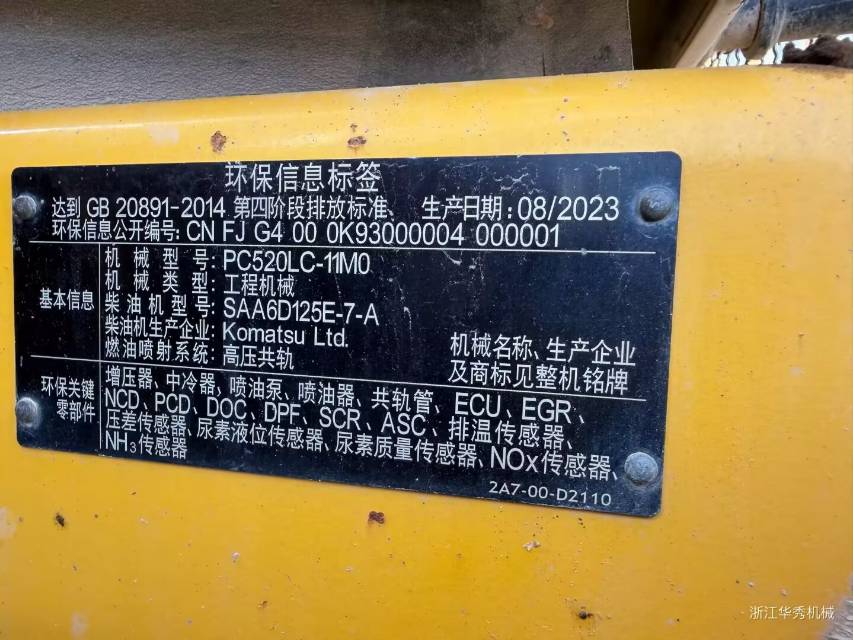 环保信息标签
达到 GB 20891-2014 第四阶段排放标准、 生产日期:08/2023
环保信息公开编号: CN FJ G4 00 0K93000004 000001
基本信息
机械型号: PC520LC-11M0
机械类型: 工程机械
柴油机型号: SAA6D125E-7-A
柴油机生产企业: Komatsu Ltd.
燃油喷射系统: 高压共轨
机械名称、生产企业
及商标见整机铭牌
环保关键
零部件
增压器、中冷器、喷油泵、喷油器、共轨管、ECU、EGR、
NCD、PCD、DOC、DPF、SCR、ASC、排温传感器、
压差传感器、尿素液位传感器、尿素质量传感器、NOx传感器、
NH₃传感器
2A7-00-D2110
浙江华秀机械